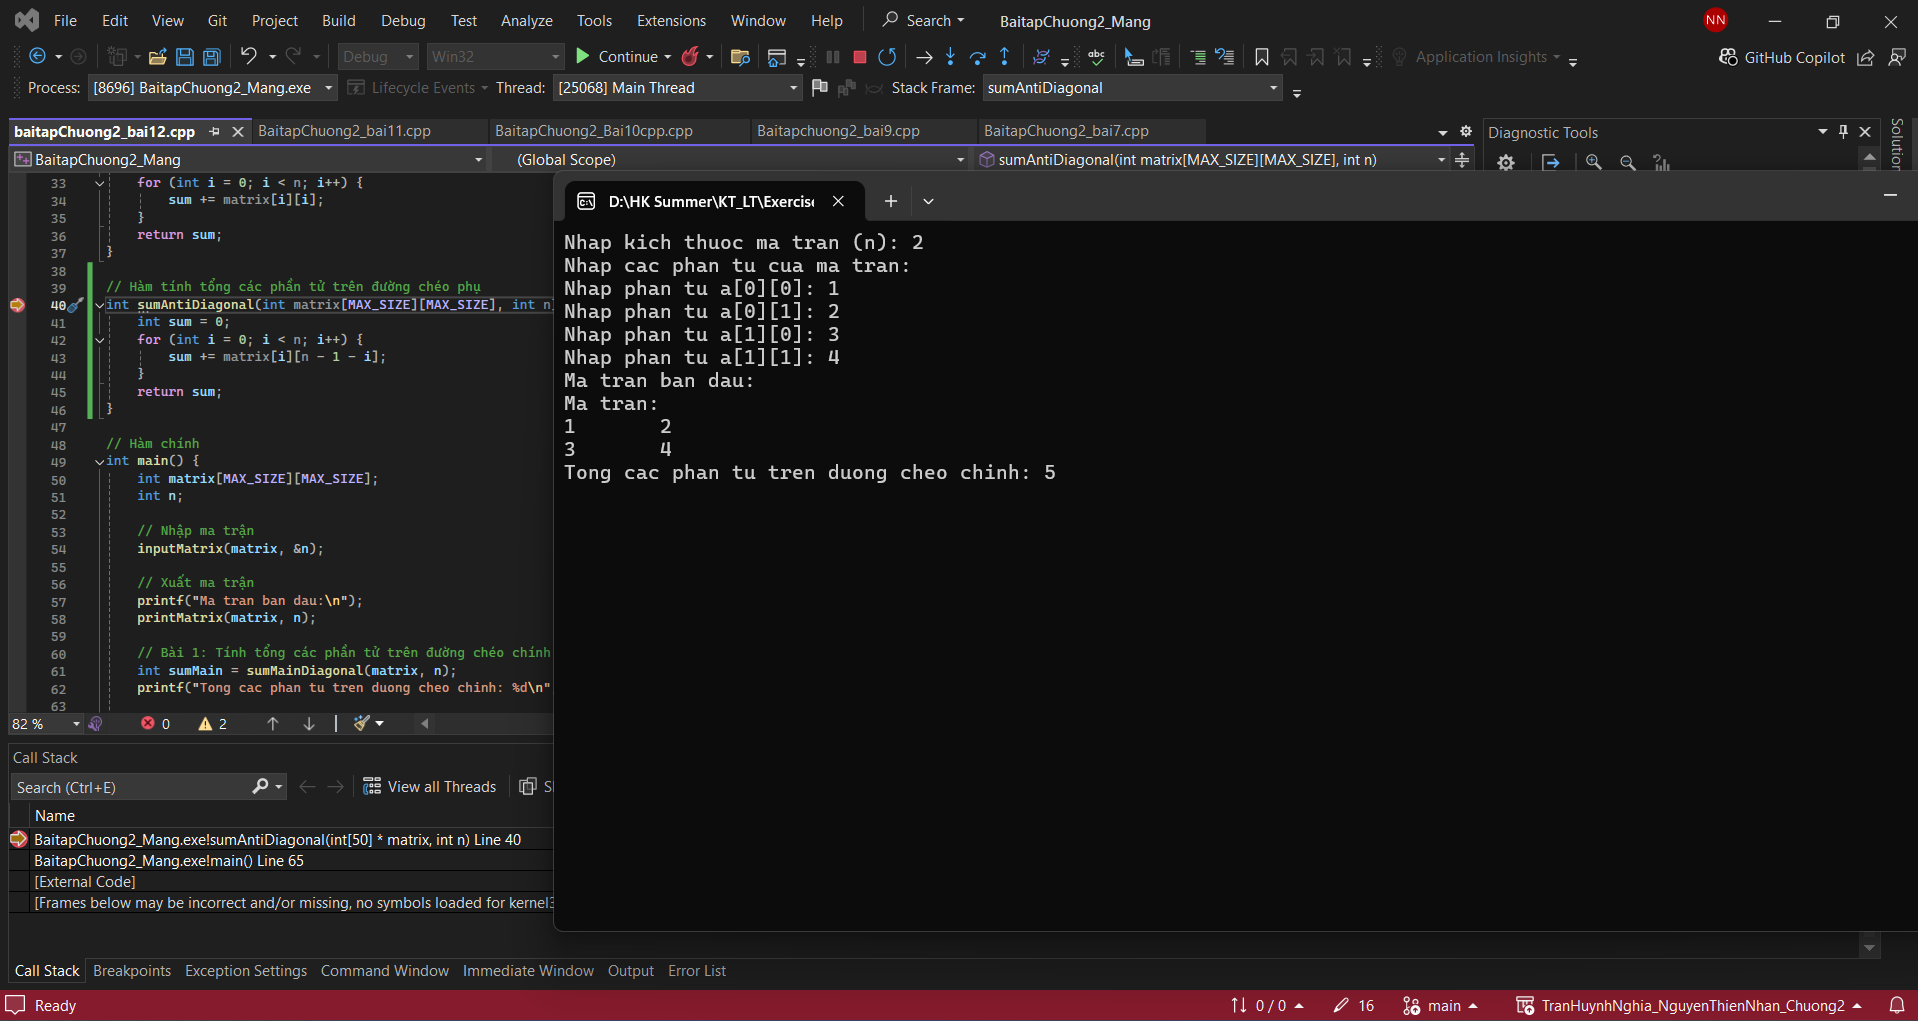 File Edit View Git Project Build Debug Test Analyze Tools Extensions Window Help Search BaitapChuong2_Mang NN
Debug Win32 Continue Application Insights GitHub Copilot
Process: [8696] BaitapChuong2_Mang.exe Lifecycle Events Thread: [25068] Main Thread Stack Frame: sumAntiDiagonal
baitapChuong2_bai12.cpp BaitapChuong2_bai11.cpp BaitapChuong2_Bai10cpp.cpp Baitapchuong2_bai9.cpp BaitapChuong2_bai7.cpp
Diagnostic Tools
Solution
BaitapChuong2_Mang (Global Scope) sumAntiDiagonal(int matrix[MAX_SIZE][MAX_SIZE], int n)
33 for (int i = 0; i < n; i++) {
34 sum += matrix[i][i];
35 }
36 return sum;
37 }
38
39 // Hàm tính tổng các phần tử trên đường chéo phụ
40 int sumAntiDiagonal(int matrix[MAX_SIZE][MAX_SIZE], int n
41 int sum = 0;
42 for (int i = 0; i < n; i++) {
43 sum += matrix[i][n - 1 - i];
44 }
45 return sum;
46 }
47
48 // Hàm chính
49 int main() {
50 int matrix[MAX_SIZE][MAX_SIZE];
51 int n;
52
53 // Nhập ma trận
54 inputMatrix(matrix, &n);
55
56 // Xuất ma trận
57 printf("Ma tran ban dau:\n");
58 printMatrix(matrix, n);
59
60 // Bài 1: Tính tổng các phần tử trên đường chéo chính
61 int sumMain = sumMainDiagonal(matrix, n);
62 printf("Tong cac phan tu tren duong cheo chinh: %d\n"
63
82 % 0 2
D:\HK Summer\KT_LT\Exercise
Nhap kich thuoc ma tran (n): 2
Nhap cac phan tu cua ma tran:
Nhap phan tu a[0][0]: 1
Nhap phan tu a[0][1]: 2
Nhap phan tu a[1][0]: 3
Nhap phan tu a[1][1]: 4
Ma tran ban dau:
Ma tran:
1 2
3 4
Tong cac phan tu tren duong cheo chinh: 5
Call Stack
Search (Ctrl+E) View all Threads
Name
BaitapChuong2_Mang.exe!sumAntiDiagonal(int[50] * matrix, int n) Line 40
BaitapChuong2_Mang.exe!main() Line 65
[External Code]
[Frames below may be incorrect and/or missing, no symbols loaded for kernel3
Call Stack Breakpoints Exception Settings Command Window Immediate Window Output Error List
Ready 0 / 0 16 main TranHuynhNghia_NguyenThienNhan_Chuong2